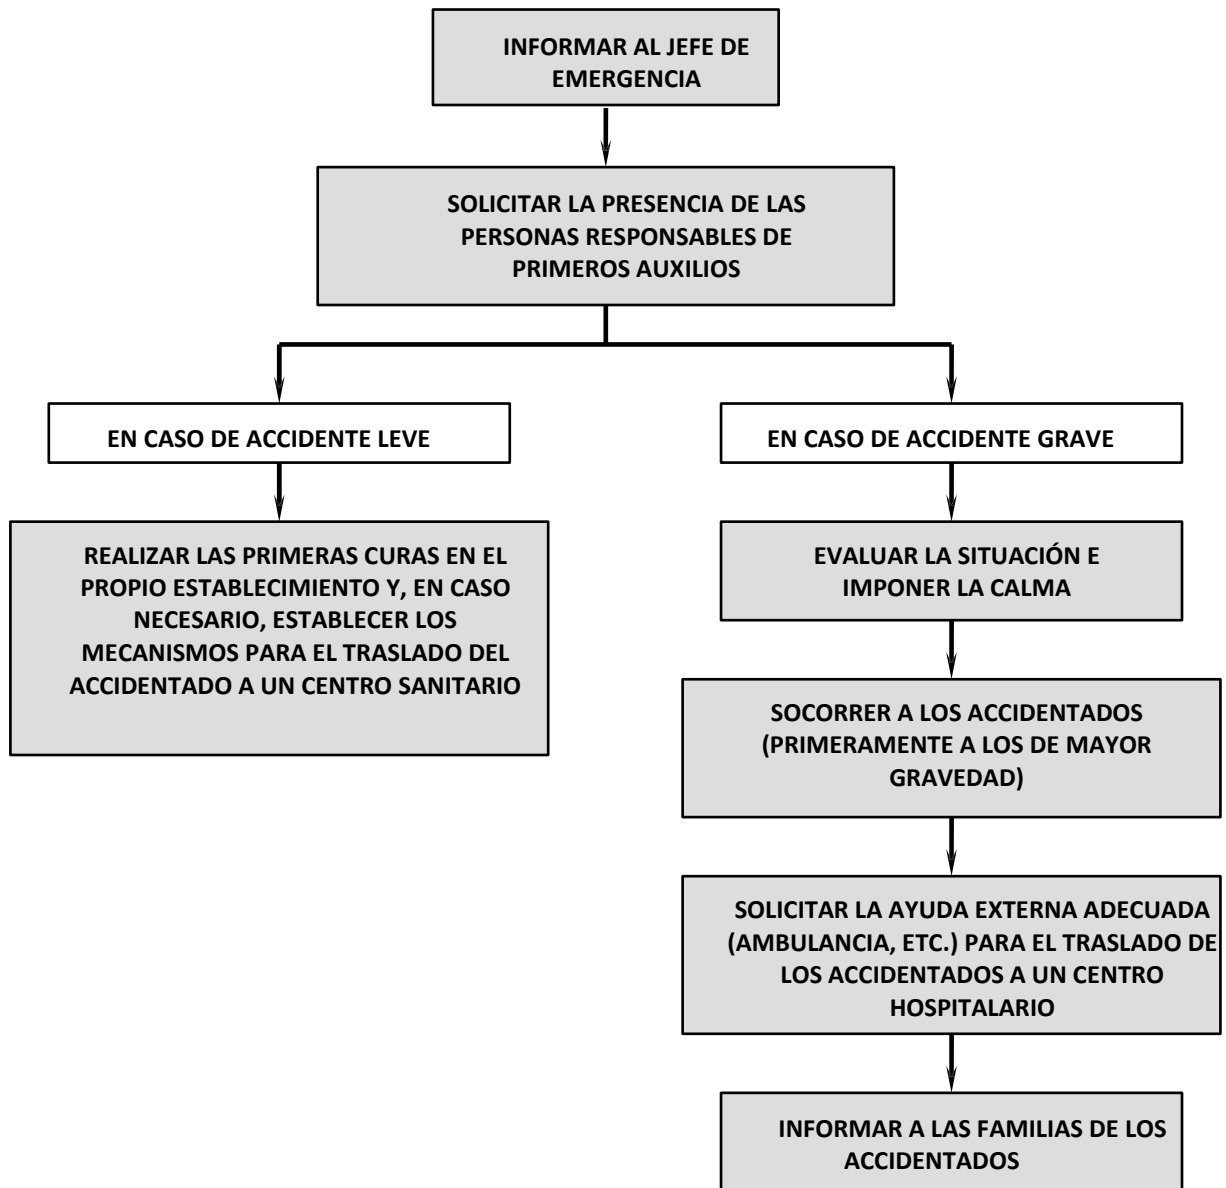 INFORMAR AL JEFE DE
EMERGENCIA
SOLICITAR LA PRESENCIA DE LAS
PERSONAS RESPONSABLES DE
PRIMEROS AUXILIOS
EN CASO DE ACCIDENTE LEVE
REALIZAR LAS PRIMERAS CURAS EN EL
PROPIO ESTABLECIMIENTO Y, EN CASO
NECESARIO, ESTABLECER LOS
MECANISMOS PARA EL TRASLADO DEL
ACCIDENTADO A UN CENTRO SANITARIO
EN CASO DE ACCIDENTE GRAVE
EVALUAR LA SITUACIÓN E
IMPONER LA CALMA
SOCORRER A LOS ACCIDENTADOS
(PRIMERAMENTE A LOS DE MAYOR
GRAVEDAD)
SOLICITAR LA AYUDA EXTERNA ADECUADA
(AMBULANCIA, ETC.) PARA EL TRASLADO DE
LOS ACCIDENTADOS A UN CENTRO
HOSPITALARIO
INFORMAR A LAS FAMILIAS DE LOS
ACCIDENTADOS